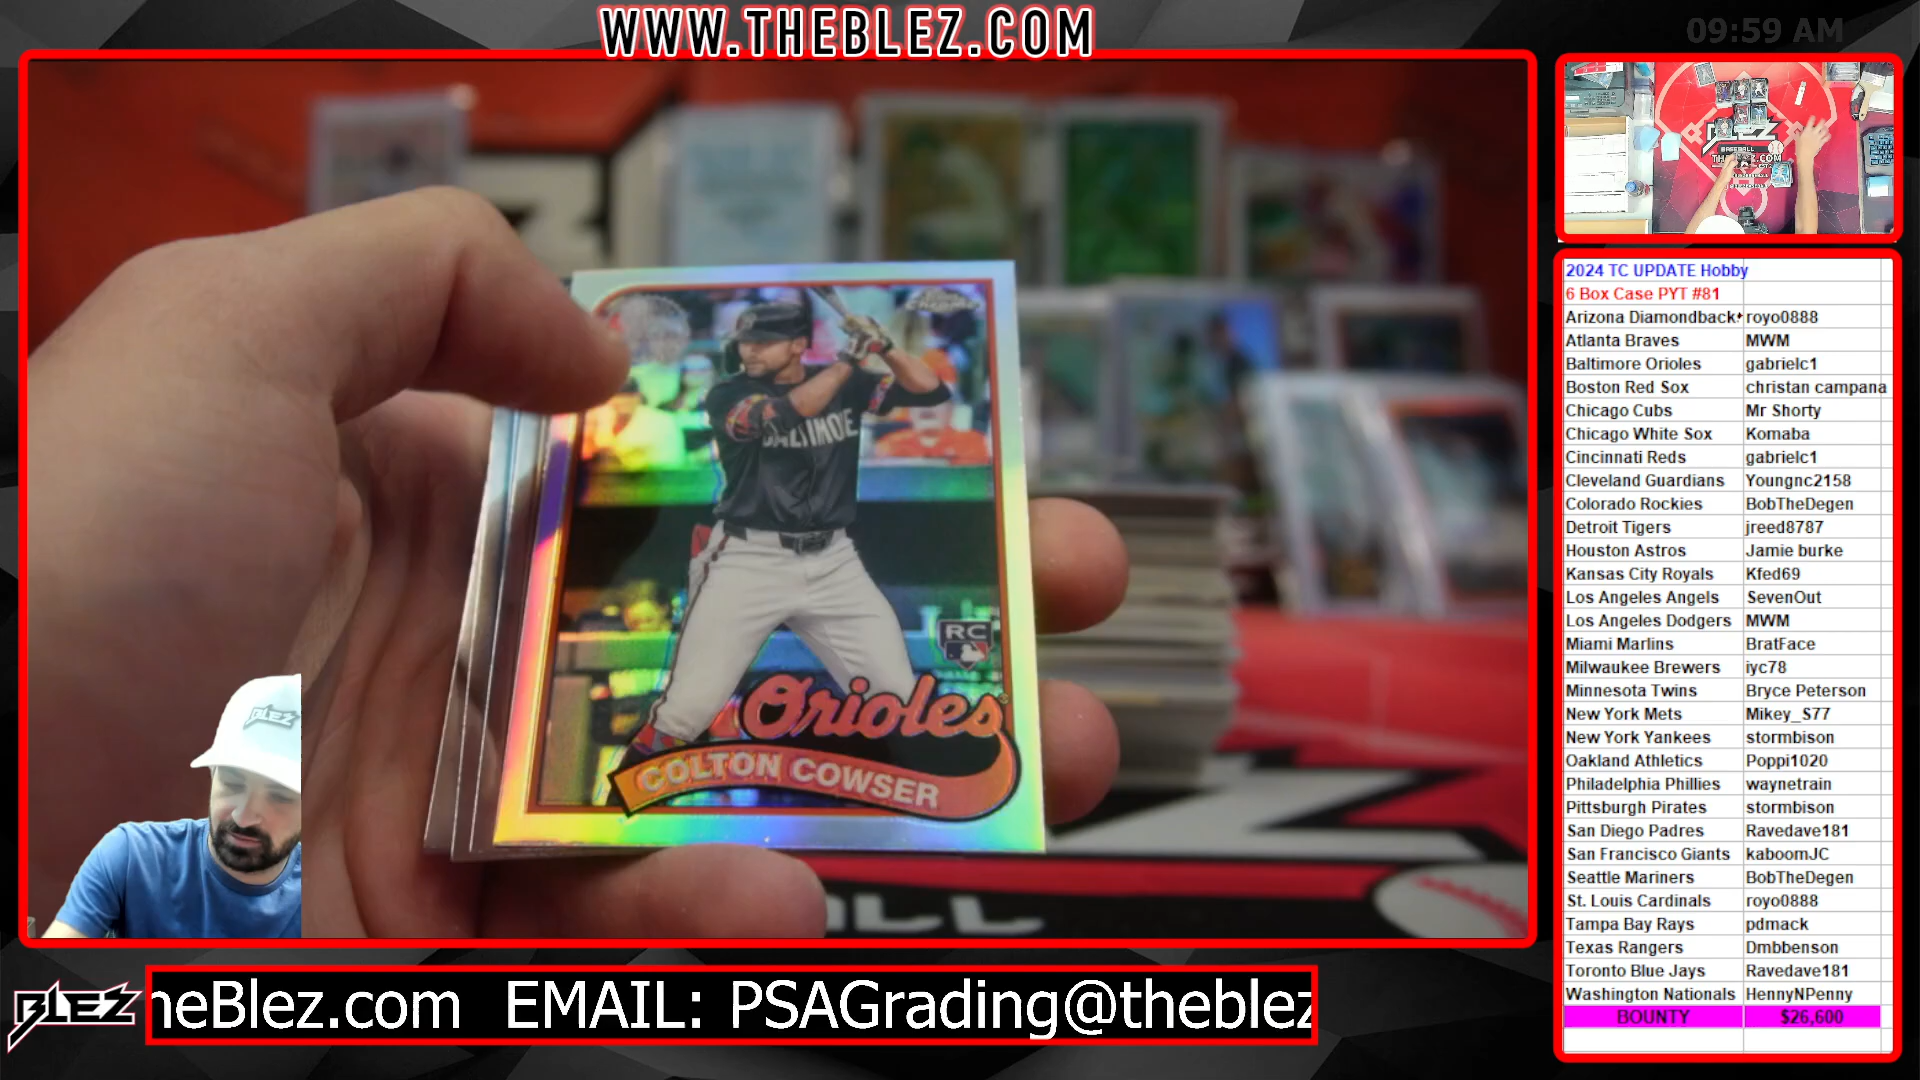 WWW.THEBLEZ.COM
09:59 AM
Topps Chrome
BALTIMORE
RC
Orioles
COLTON COWSER
BLEZ
BLEZ
BASEBALL
2024 TC UPDATE Hobby
6 Box Case PYT #81
Arizona Diamondback royo0888
Atlanta Braves MWM
Baltimore Orioles gabrielc1
Boston Red Sox christan campana
Chicago Cubs Mr Shorty
Chicago White Sox Komaba
Cincinnati Reds gabrielc1
Cleveland Guardians Youngnc2158
Colorado Rockies BobTheDegen
Detroit Tigers jreed8787
Houston Astros Jamie burke
Kansas City Royals Kfed69
Los Angeles Angels SevenOut
Los Angeles Dodgers MWM
Miami Marlins BratFace
Milwaukee Brewers iyc78
Minnesota Twins Bryce Peterson
New York Mets Mikey_S77
New York Yankees stormbison
Oakland Athletics Poppi1020
Philadelphia Phillies waynetrain
Pittsburgh Pirates stormbison
San Diego Padres Ravedave181
San Francisco Giants kaboomJC
Seattle Mariners BobTheDegen
St. Louis Cardinals royo0888
Tampa Bay Rays pdmack
Texas Rangers Dmbbenson
Toronto Blue Jays Ravedave181
Washington Nationals HennyNPenny
BOUNTY $26,600
BLEZ
heBlez.com EMAIL: PSAGrading@theblez